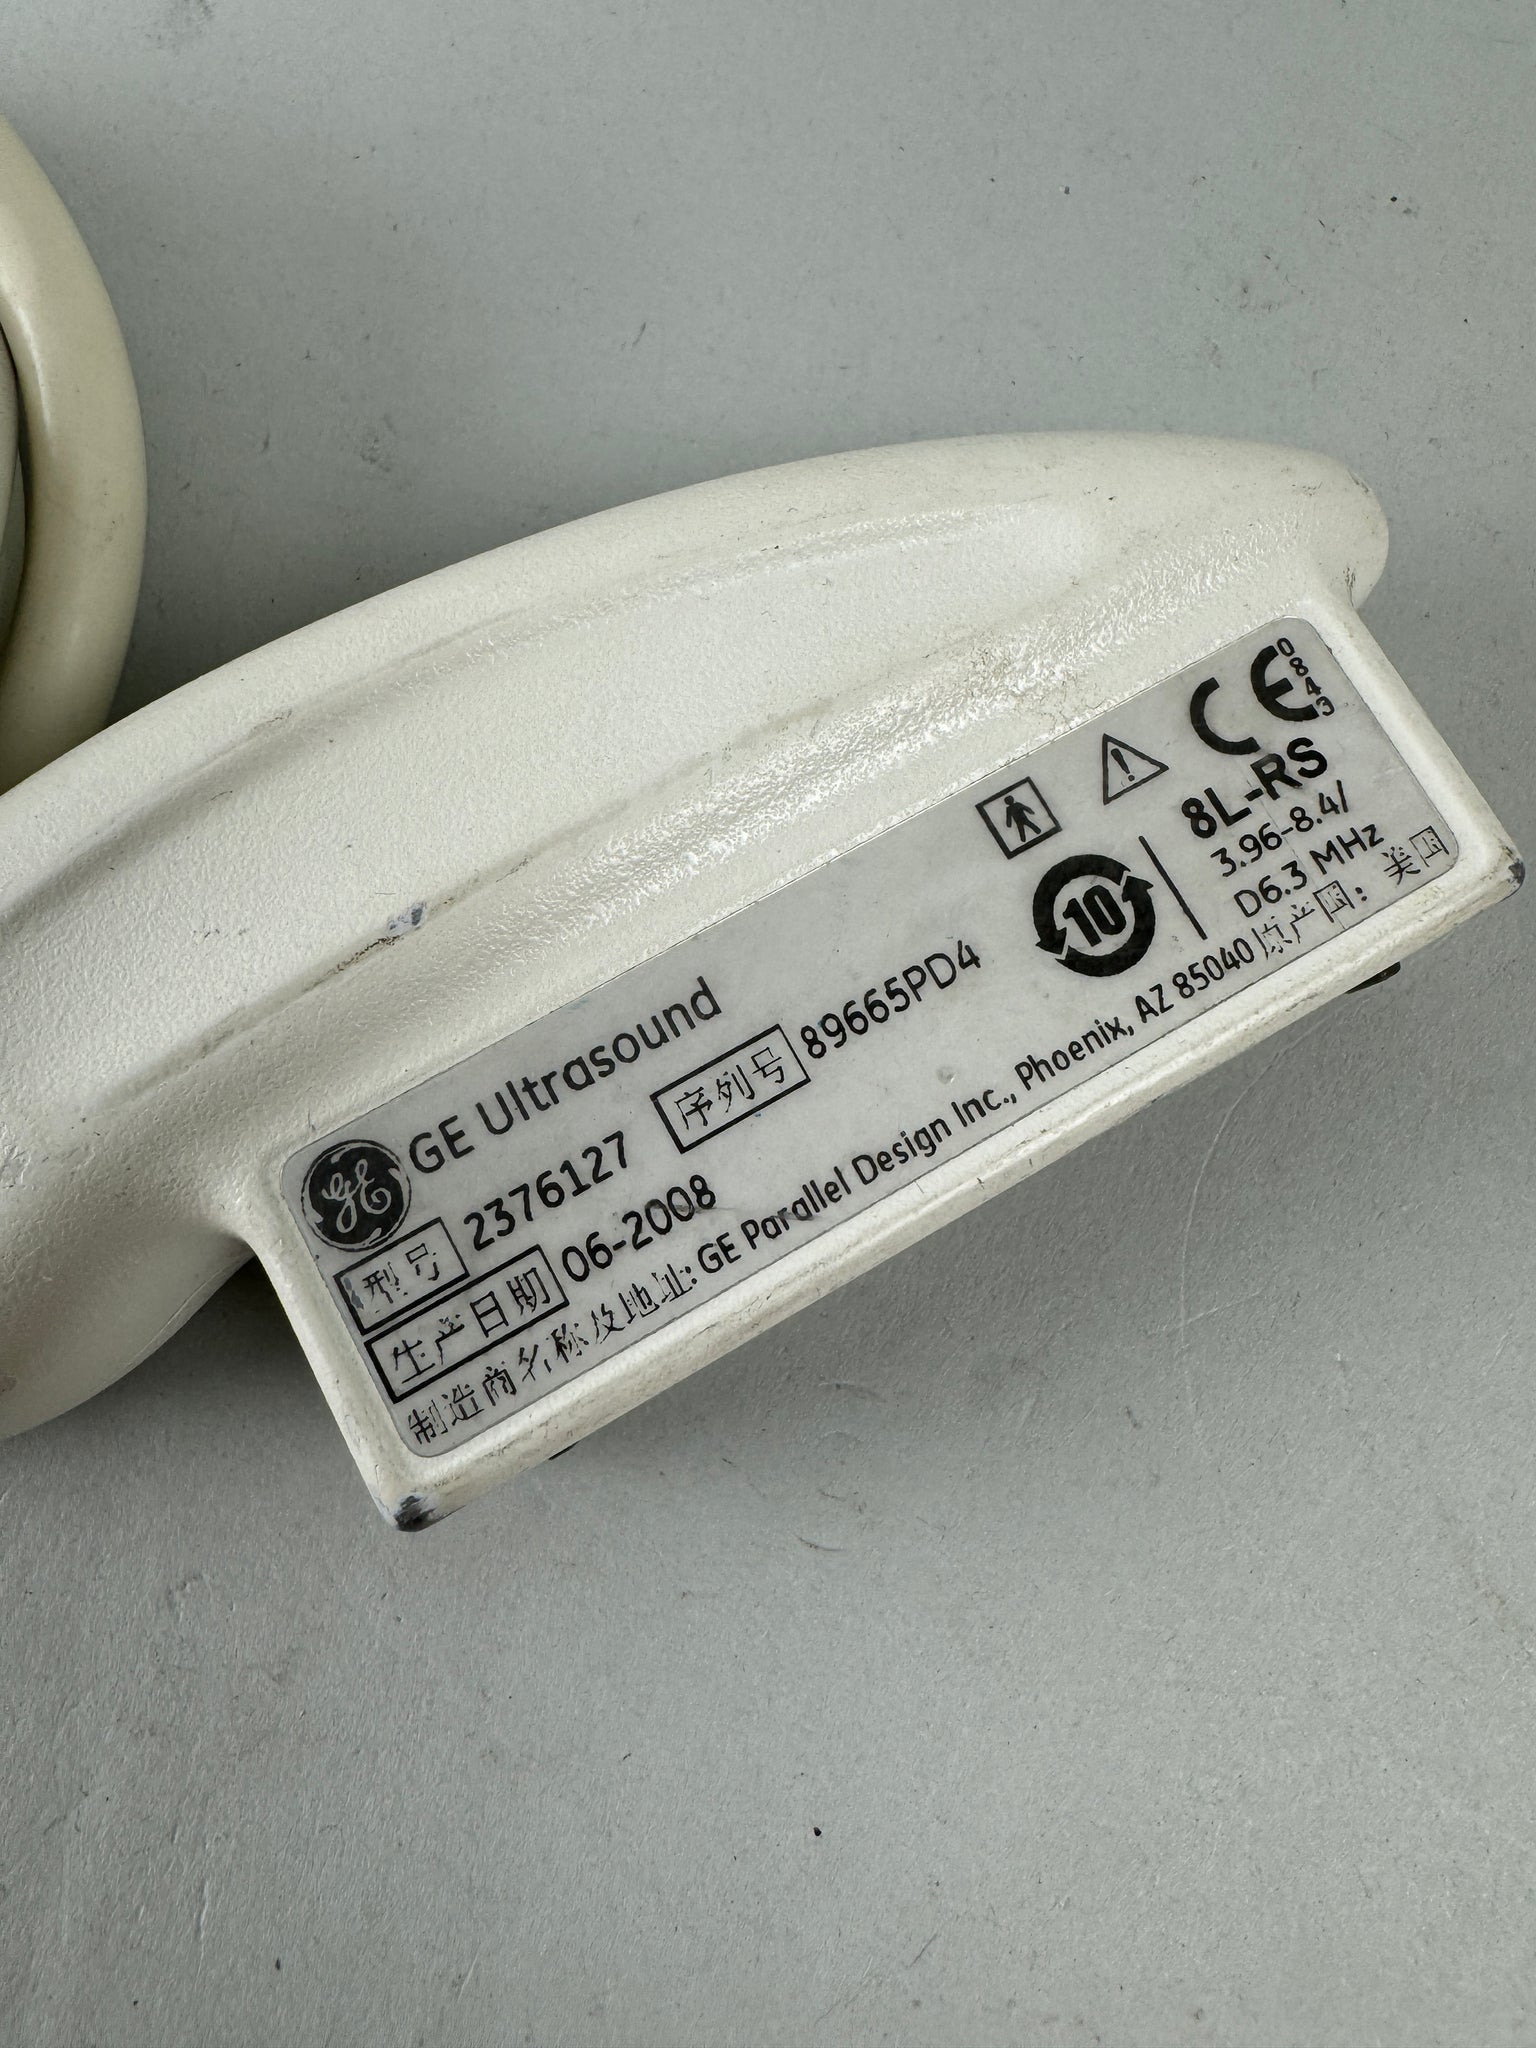 GE GE Ultrasound
型号 2376127 序列号 89665PD4
生产日期 06-2008
制造商名称及地址: GE Parallel Design Inc., Phoenix, AZ 85040 原产国: 美国
10
CE 0843
8L-RS
3.96-8.4/
D6.3 MHz